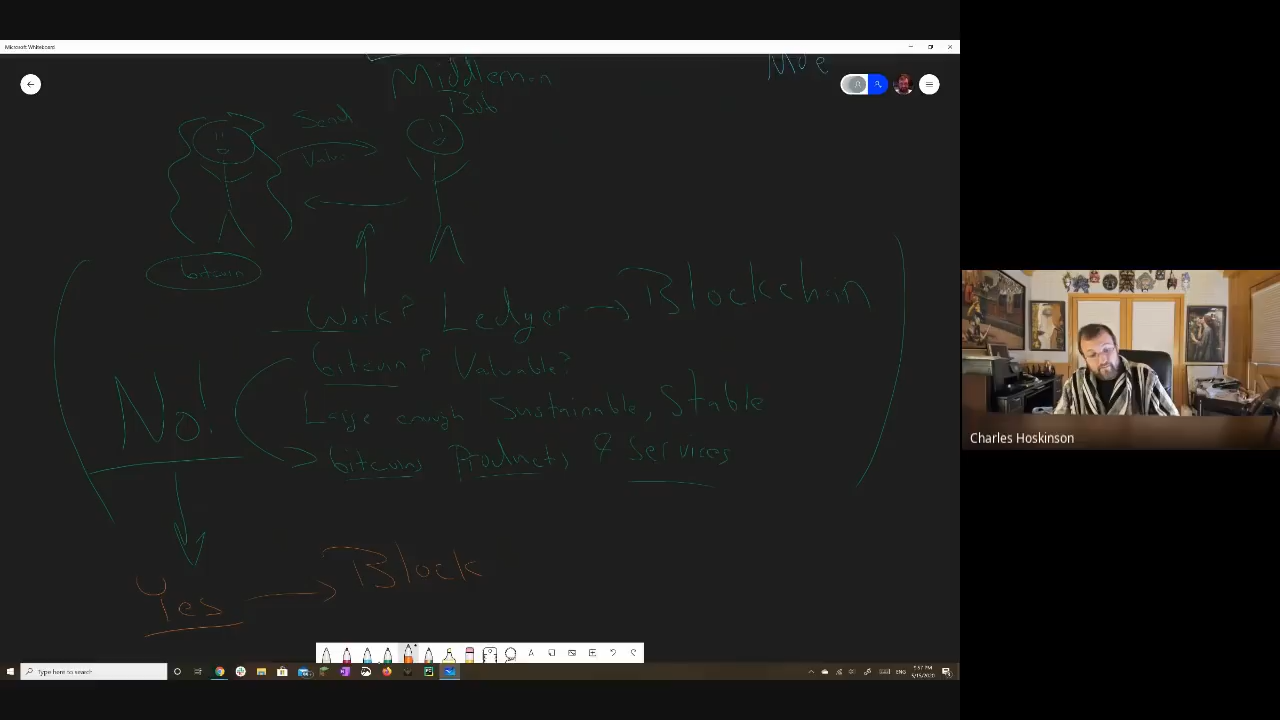 Microsoft Whiteboard
Middleman
Bob
Send
Value
bitcoin
Work? Ledger → Blockchain
bitcoin? Valuable?
Large enough Sustainable, Stable
No!
bitcoins Products & Services
Yes → Block
Charles Hoskinson
Type here to search
ENG